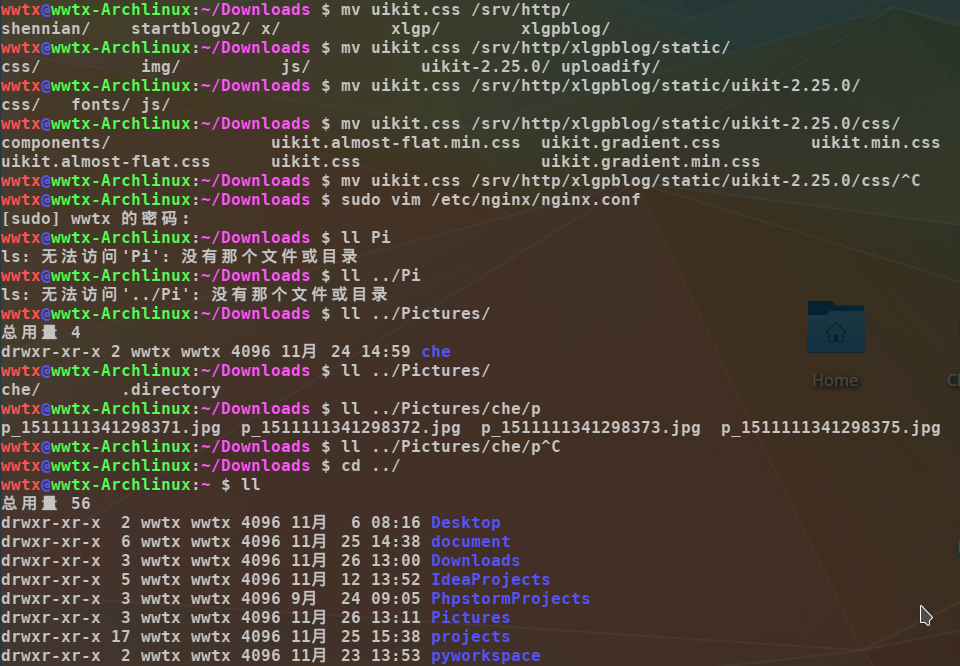 wwtx@wwtx-Archlinux:~/Downloads $ mv uikit.css /srv/http/
shennian/    startblogv2/ x/           xlgp/        xlgpblog/
wwtx@wwtx-Archlinux:~/Downloads $ mv uikit.css /srv/http/xlgpblog/static/
css/          img/          js/           uikit-2.25.0/ uploadify/
wwtx@wwtx-Archlinux:~/Downloads $ mv uikit.css /srv/http/xlgpblog/static/uikit-2.25.0/
css/   fonts/ js/
wwtx@wwtx-Archlinux:~/Downloads $ mv uikit.css /srv/http/xlgpblog/static/uikit-2.25.0/css/
components/                uikit.almost-flat.min.css  uikit.gradient.css         uikit.min.css
uikit.almost-flat.css      uikit.css                  uikit.gradient.min.css
wwtx@wwtx-Archlinux:~/Downloads $ mv uikit.css /srv/http/xlgpblog/static/uikit-2.25.0/css/^C
wwtx@wwtx-Archlinux:~/Downloads $ sudo vim /etc/nginx/nginx.conf
[sudo] wwtx 的密码:
wwtx@wwtx-Archlinux:~/Downloads $ ll Pi
ls: 无法访问'Pi': 没有那个文件或目录
wwtx@wwtx-Archlinux:~/Downloads $ ll ../Pi
ls: 无法访问'../Pi': 没有那个文件或目录
wwtx@wwtx-Archlinux:~/Downloads $ ll ../Pictures/
总用量 4
drwxr-xr-x 2 wwtx wwtx 4096 11月 24 14:59 che
wwtx@wwtx-Archlinux:~/Downloads $ ll ../Pictures/
che/        .directory
wwtx@wwtx-Archlinux:~/Downloads $ ll ../Pictures/che/p
p_1511111341298371.jpg  p_1511111341298372.jpg  p_1511111341298373.jpg  p_1511111341298375.jpg
wwtx@wwtx-Archlinux:~/Downloads $ ll ../Pictures/che/p^C
wwtx@wwtx-Archlinux:~/Downloads $ cd ../
wwtx@wwtx-Archlinux:~ $ ll
总用量 56
drwxr-xr-x  2 wwtx wwtx 4096 11月  6 08:16 Desktop
drwxr-xr-x  6 wwtx wwtx 4096 11月 25 14:38 document
drwxr-xr-x  3 wwtx wwtx 4096 11月 26 13:00 Downloads
drwxr-xr-x  5 wwtx wwtx 4096 11月 12 13:52 IdeaProjects
drwxr-xr-x  3 wwtx wwtx 4096 9月  24 09:05 PhpstormProjects
drwxr-xr-x  3 wwtx wwtx 4096 11月 26 13:11 Pictures
drwxr-xr-x 17 wwtx wwtx 4096 11月 25 15:38 projects
drwxr-xr-x  2 wwtx wwtx 4096 11月 23 13:53 pyworkspace
Home